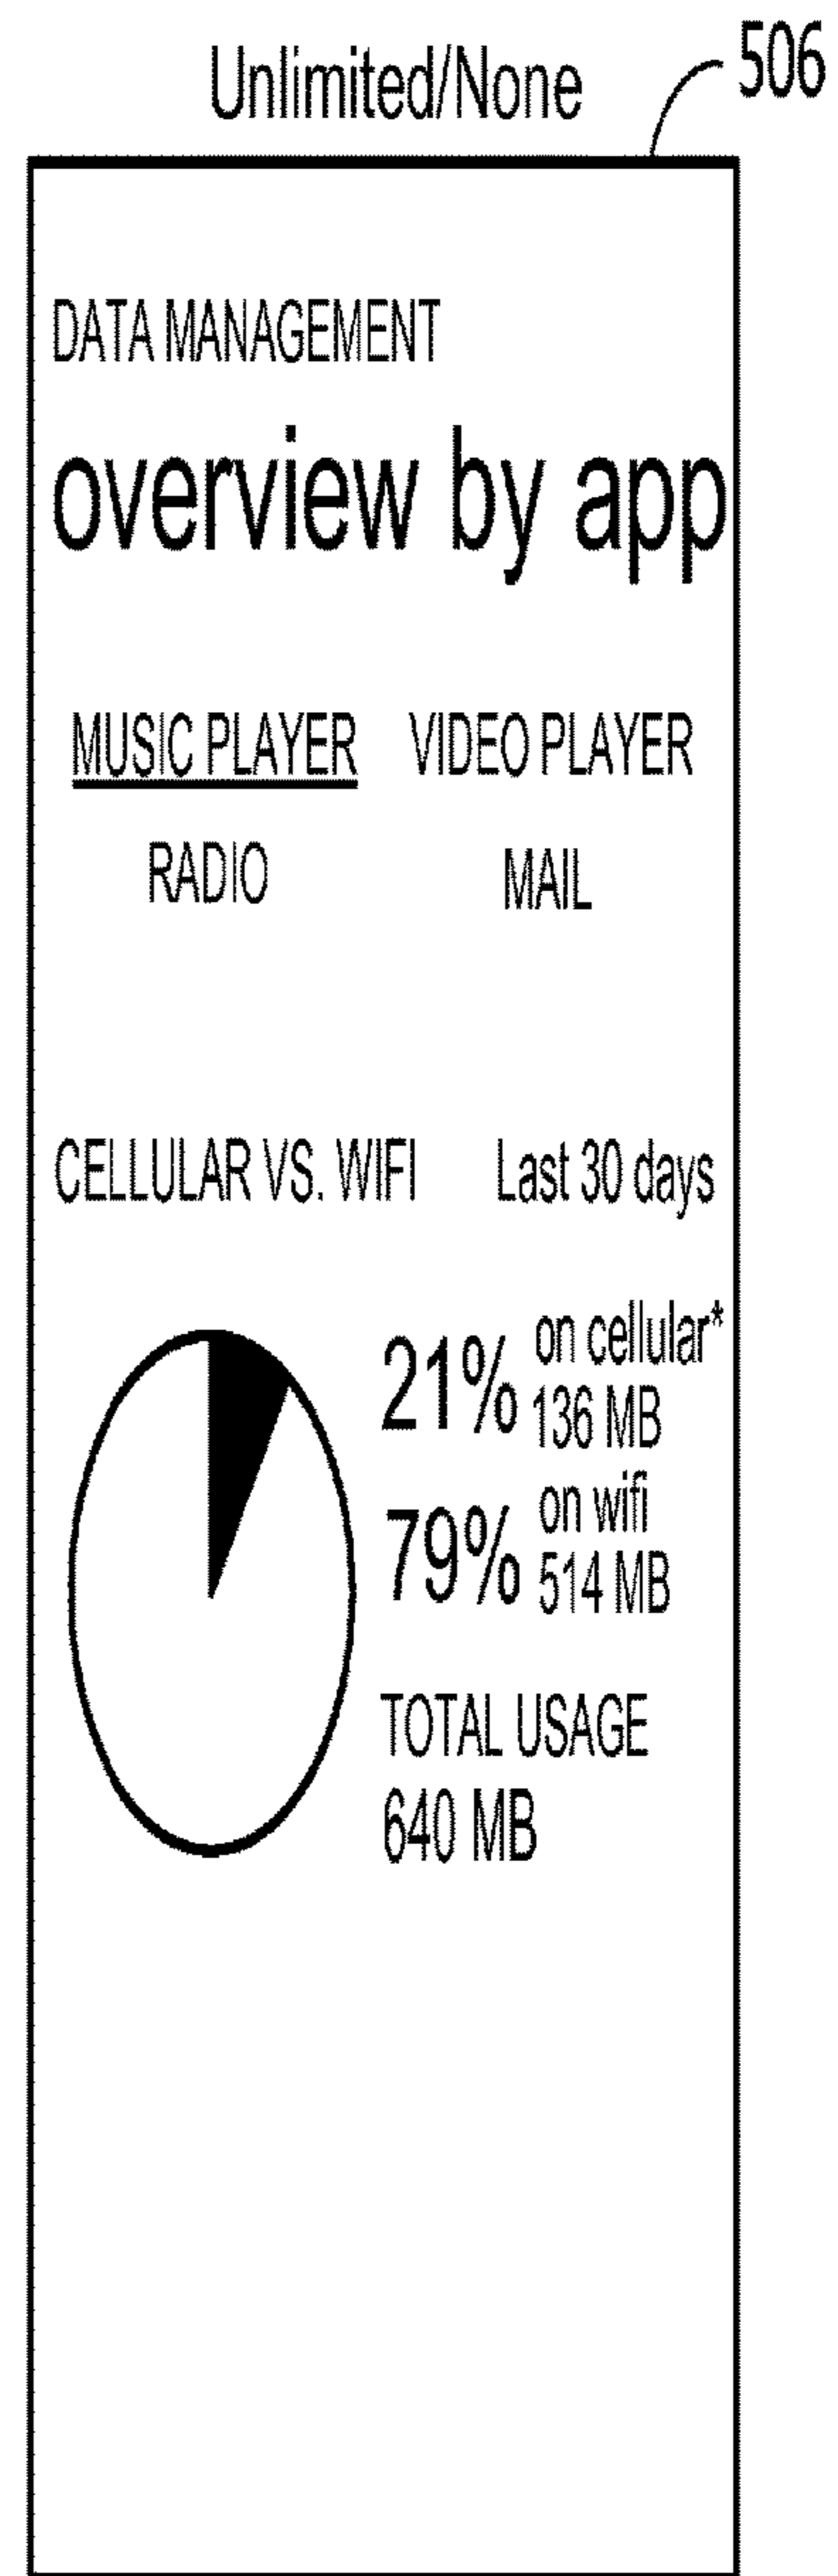 Unlimited/None 506
DATA MANAGEMENT
overview by app
MUSIC PLAYER VIDEO PLAYER
RADIO MAIL
CELLULAR VS. WIFI Last 30 days
21% on cellular*
136 MB
79% on wifi
514 MB
TOTAL USAGE
640 MB